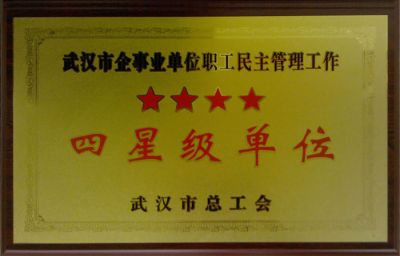 武汉市企事业单位职工民主管理工作
★★★★
四星级单位
武汉市总工会